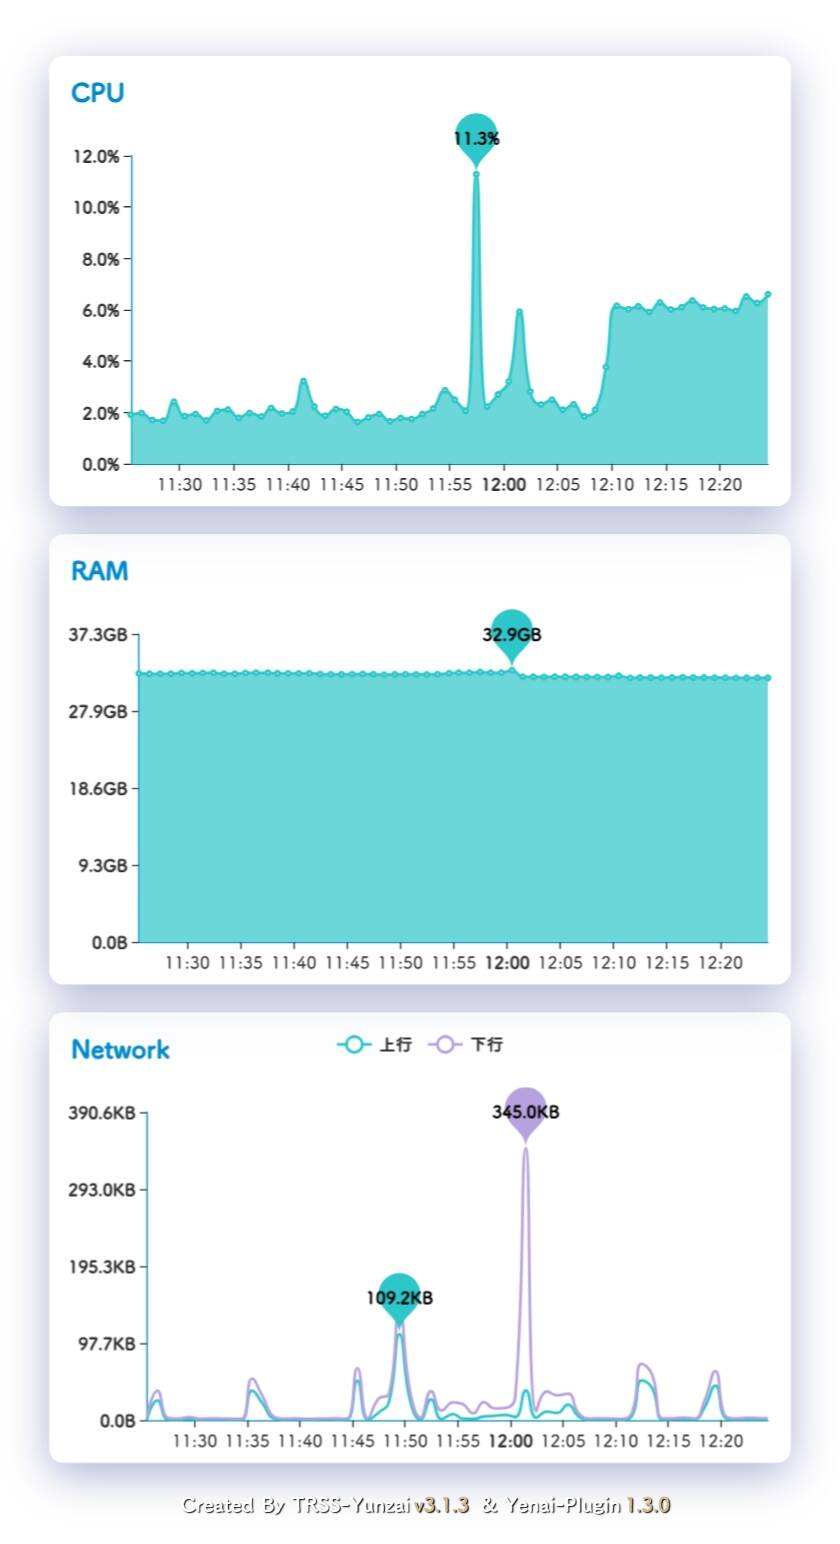 CPU
11.3%
12.0%
10.0%
8.0%
6.0%
4.0%
2.0%
0.0%
11:30 11:35 11:40 11:45 11:50 11:55 12:00 12:05 12:10 12:15 12:20
RAM
32.9GB
37.3GB
27.9GB
18.6GB
9.3GB
0.0B
11:30 11:35 11:40 11:45 11:50 11:55 12:00 12:05 12:10 12:15 12:20
Network
上行 下行
345.0KB
390.6KB
293.0KB
195.3KB
109.2KB
97.7KB
0.0B
11:30 11:35 11:40 11:45 11:50 11:55 12:00 12:05 12:10 12:15 12:20
Created By TRSS-Yunzai v3.1.3 & Yenai-Plugin 1.3.0